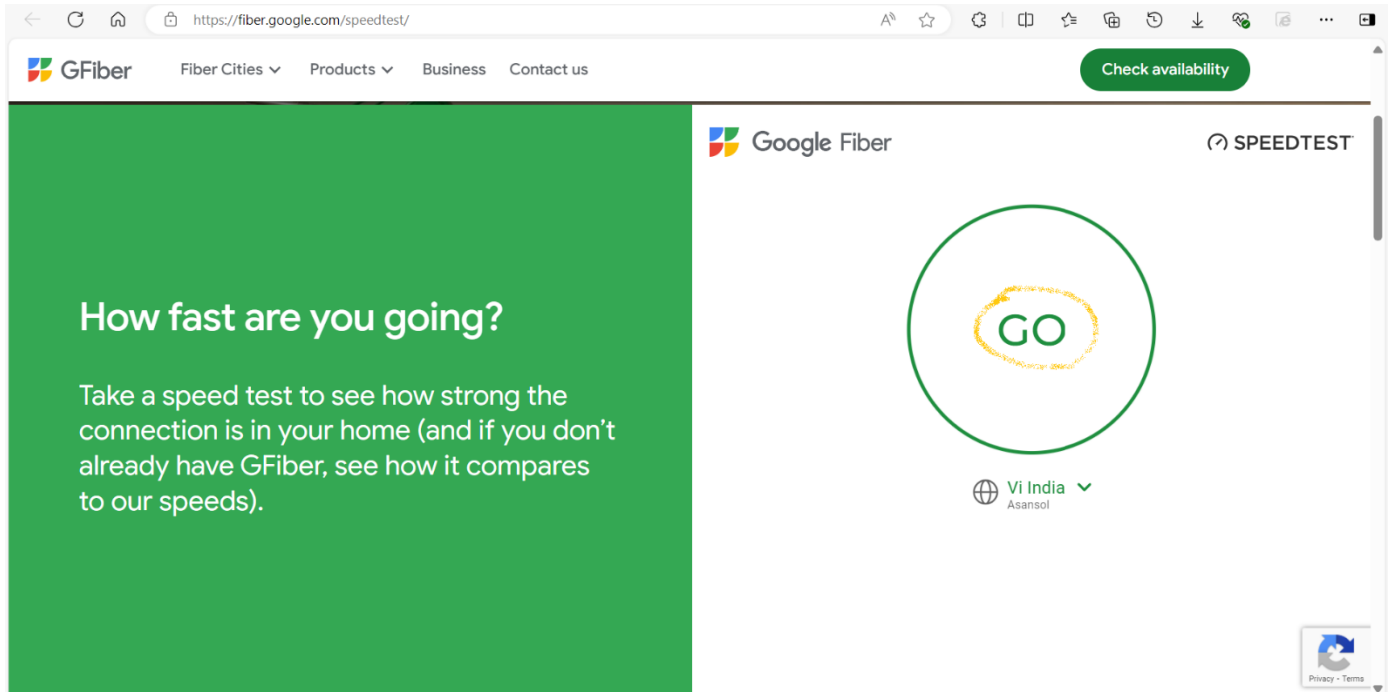 https://fiber.google.com/speedtest/
GFiber
Fiber Cities
Products
Business
Contact us
Check availability
How fast are you going?
Take a speed test to see how strong the
connection is in your home (and if you don’t
already have GFiber, see how it compares
to our speeds).
Google Fiber
SPEEDTEST
GO
Vi India
Asansol
Privacy - Terms